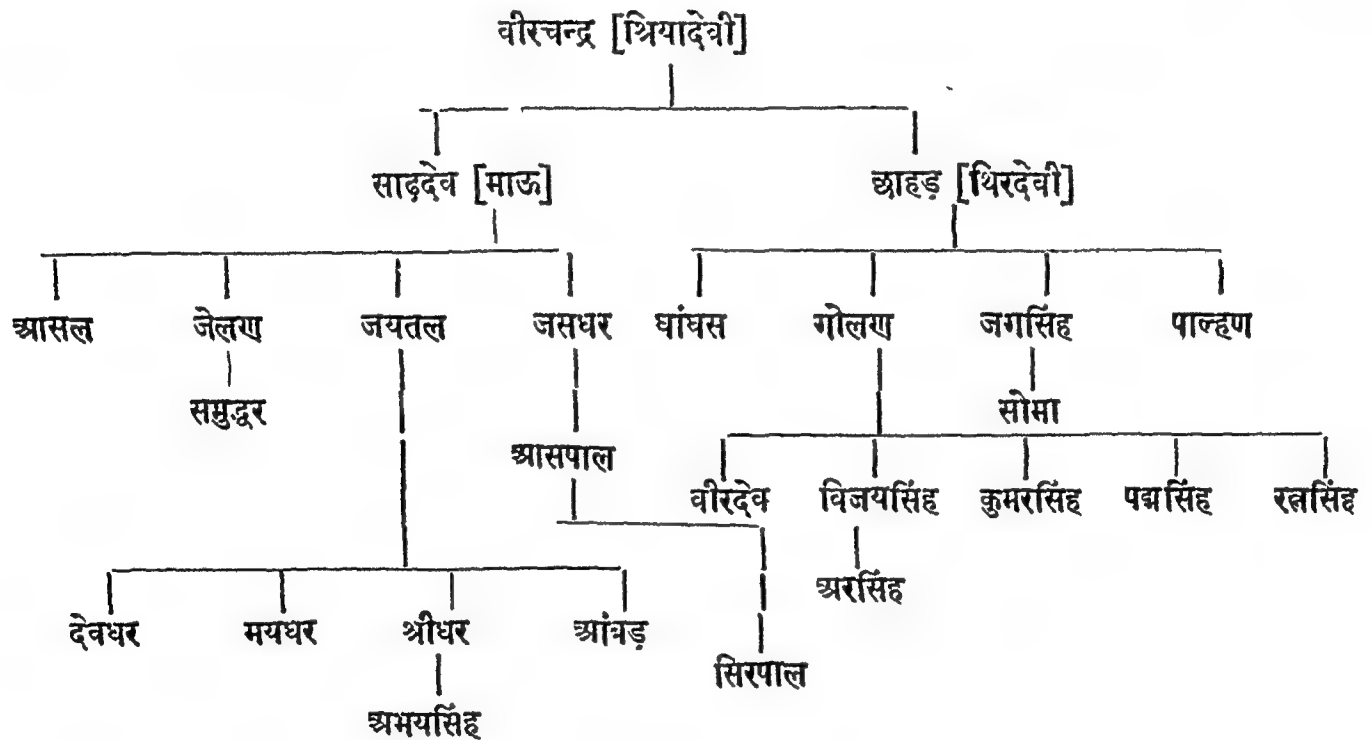 वीरचन्द्र [श्रियादेवी]
साढ़देव [माऊ] छाहड़ [थिरदेवी]
आसल जेलण जयतल जसधर घांघस गोलण जगसिंह पाल्हण
समुद्धर सोमा
आसपाल
वीरदेव विजयसिंह कुमरसिंह पद्मसिंह रत्नसिंह
अरसिंह
देवधर मयधर श्रीधर आंबड़
सिरपाल
अभयसिंह